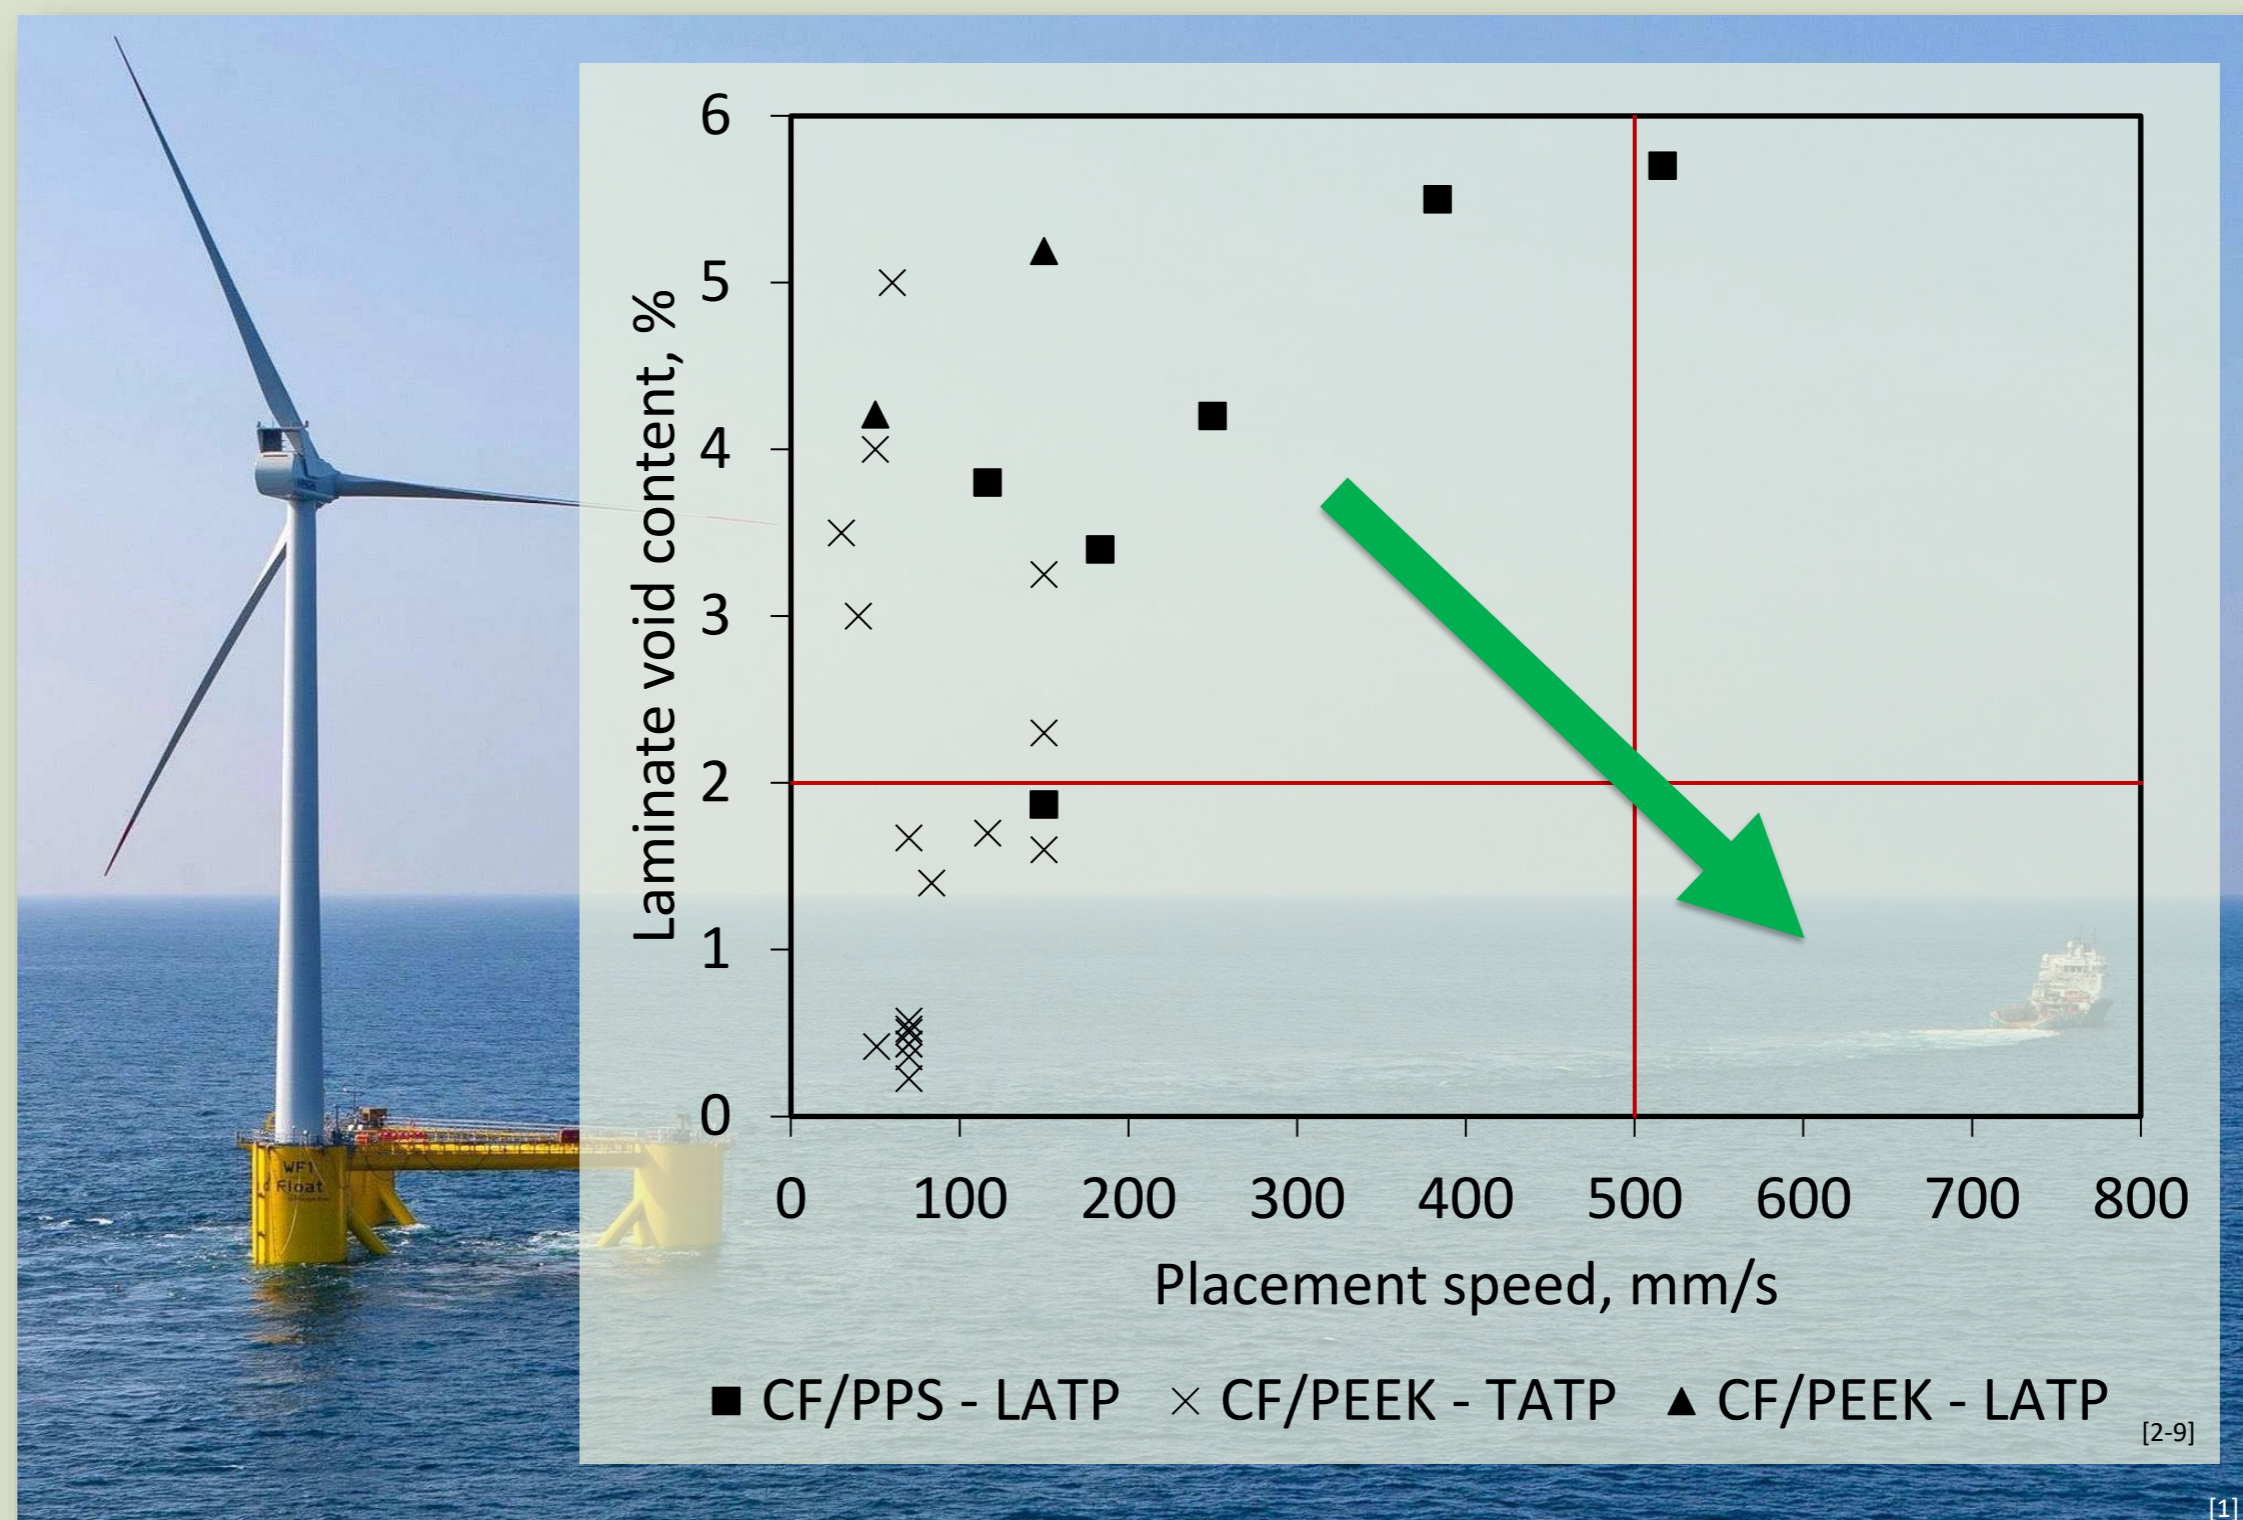 6
5
4
3
2
1
0
Laminate void content, %
0 100 200 300 400 500 600 700 800
Placement speed, mm/s
■ CF/PPS - LATP × CF/PEEK - TATP ▲ CF/PEEK - LATP
[2-9]
WF1
Float
[1]